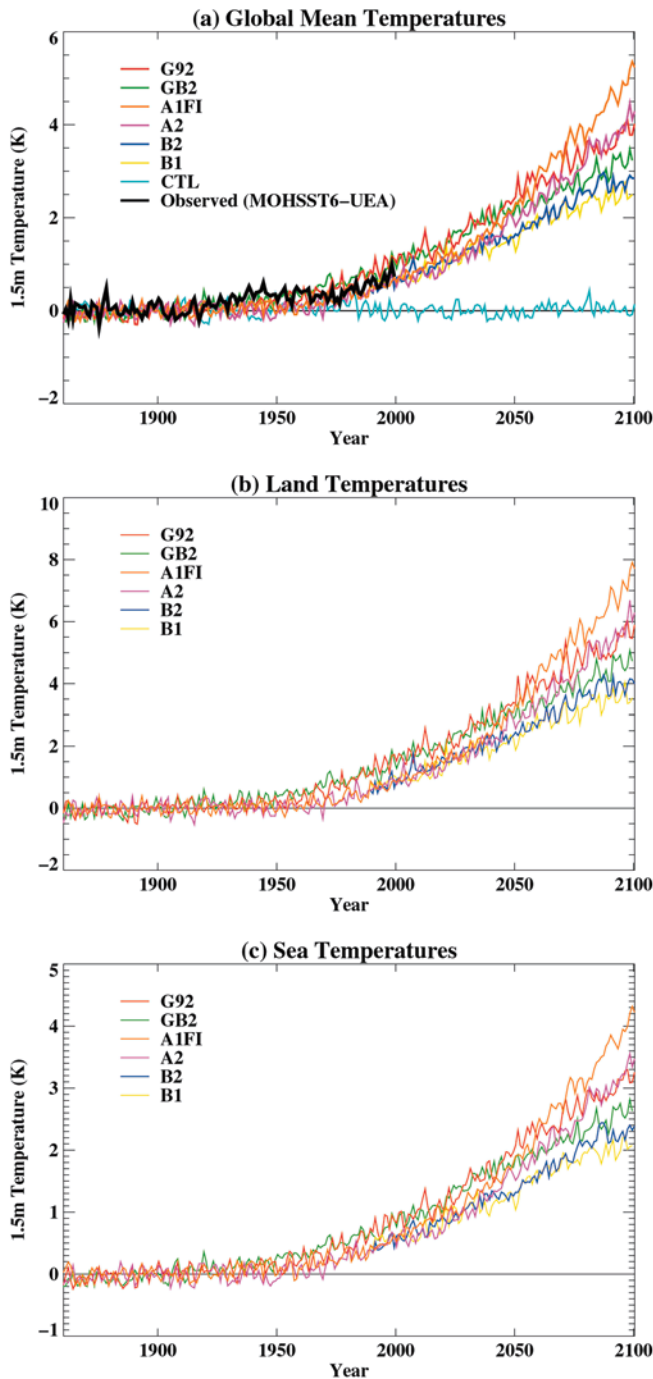 (a) Global Mean Temperatures
6
4
2
0
−2
1.5m Temperature (K)
G92
GB2
A1FI
A2
B2
B1
CTL
Observed (MOHSST6−UEA)
1900
1950
2000
2050
2100
Year
(b) Land Temperatures
10
8
6
4
2
0
−2
1.5m Temperature (K)
G92
GB2
A1FI
A2
B2
B1
1900
1950
2000
2050
2100
Year
(c) Sea Temperatures
5
4
3
2
1
0
−1
1.5m Temperature (K)
G92
GB2
A1FI
A2
B2
B1
1900
1950
2000
2050
2100
Year